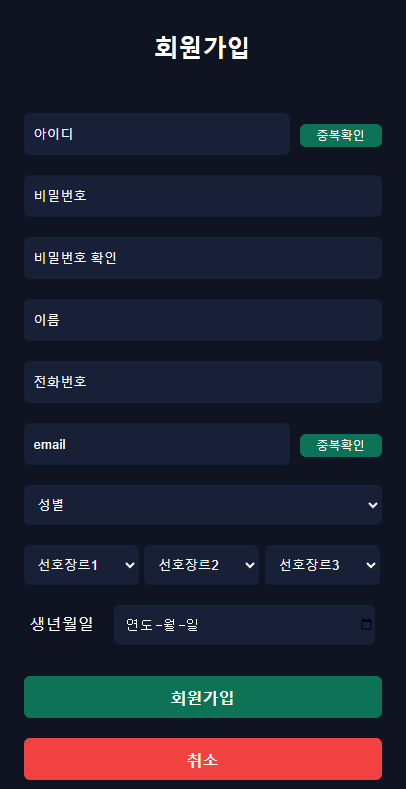 회원가입
아이디 중복확인
비밀번호
비밀번호 확인
이름
전화번호
email 중복확인
성별
선호장르1 선호장르2 선호장르3
생년월일 연도-월-일
회원가입
취소